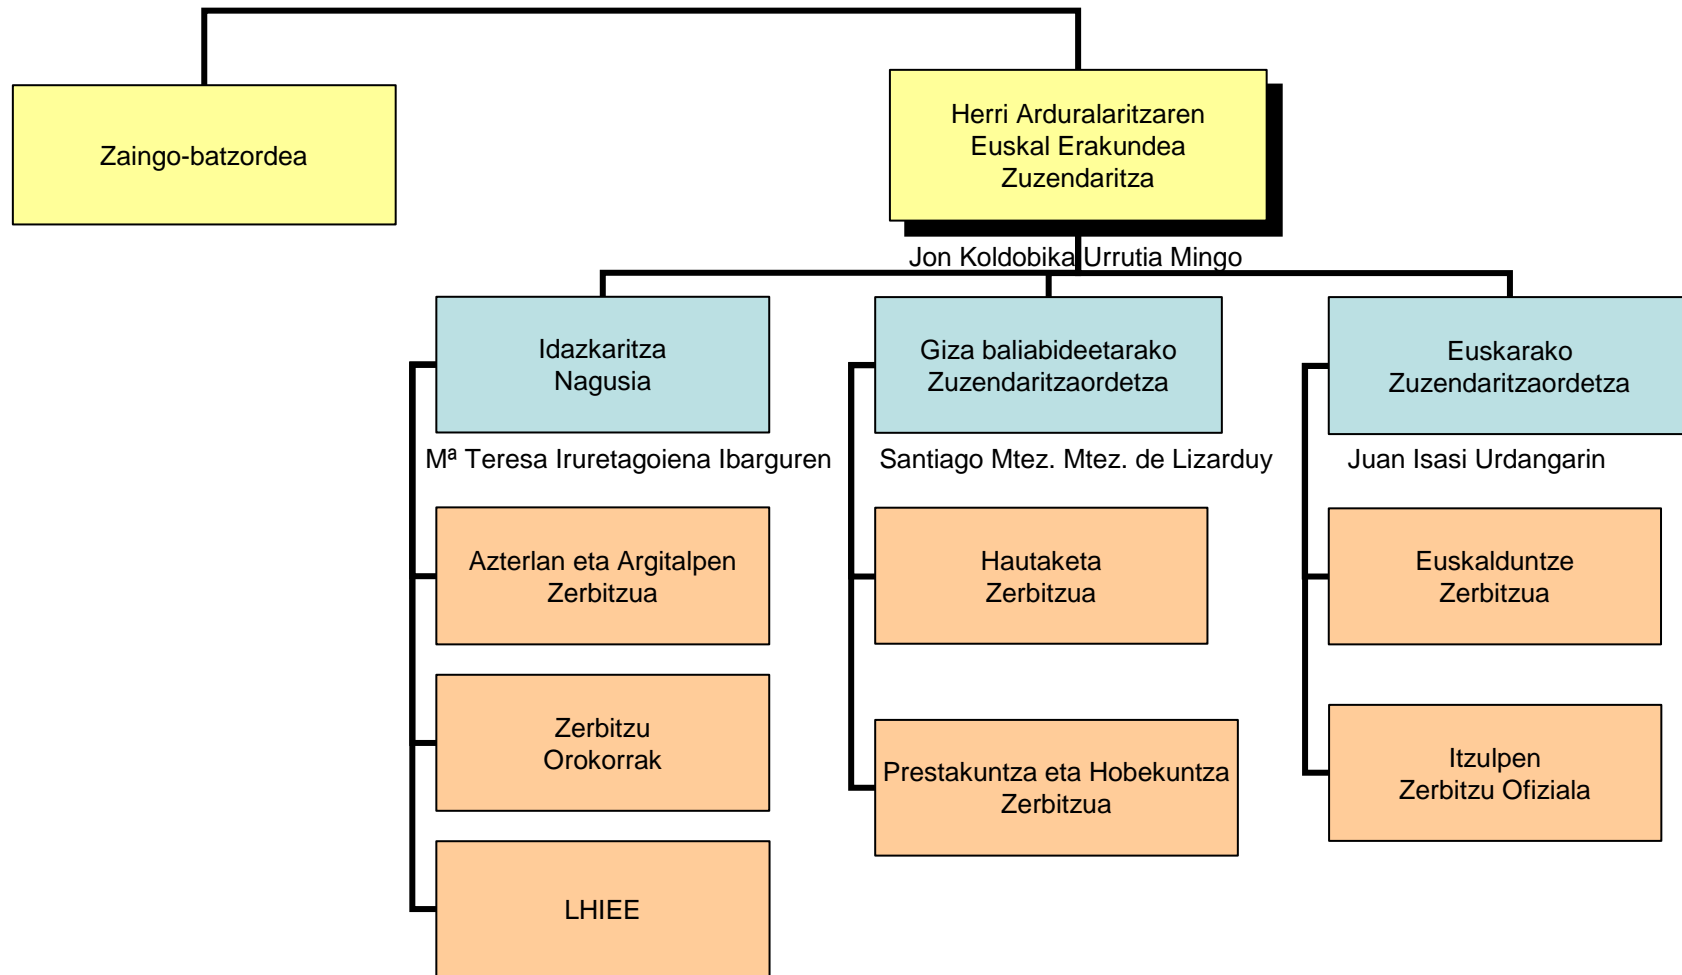 Zaingo-batzordea
Herri Arduralaritzaren
Euskal Erakundea
Zuzendaritza
Jon Koldobika Urrutia Mingo
Idazkaritza
Nagusia
Mª Teresa Iruretagoiena Ibarguren
Azterlan eta Argitalpen
Zerbitzua
Zerbitzu
Orokorrak
LHIEE
Giza baliabideetarako
Zuzendaritzaordetza
Santiago Mtez. Mtez. de Lizarduy
Hautaketa
Zerbitzua
Prestakuntza eta Hobekuntza
Zerbitzua
Euskarako
Zuzendaritzaordetza
Juan Isasi Urdangarin
Euskalduntze
Zerbitzua
Itzulpen
Zerbitzu Ofiziala